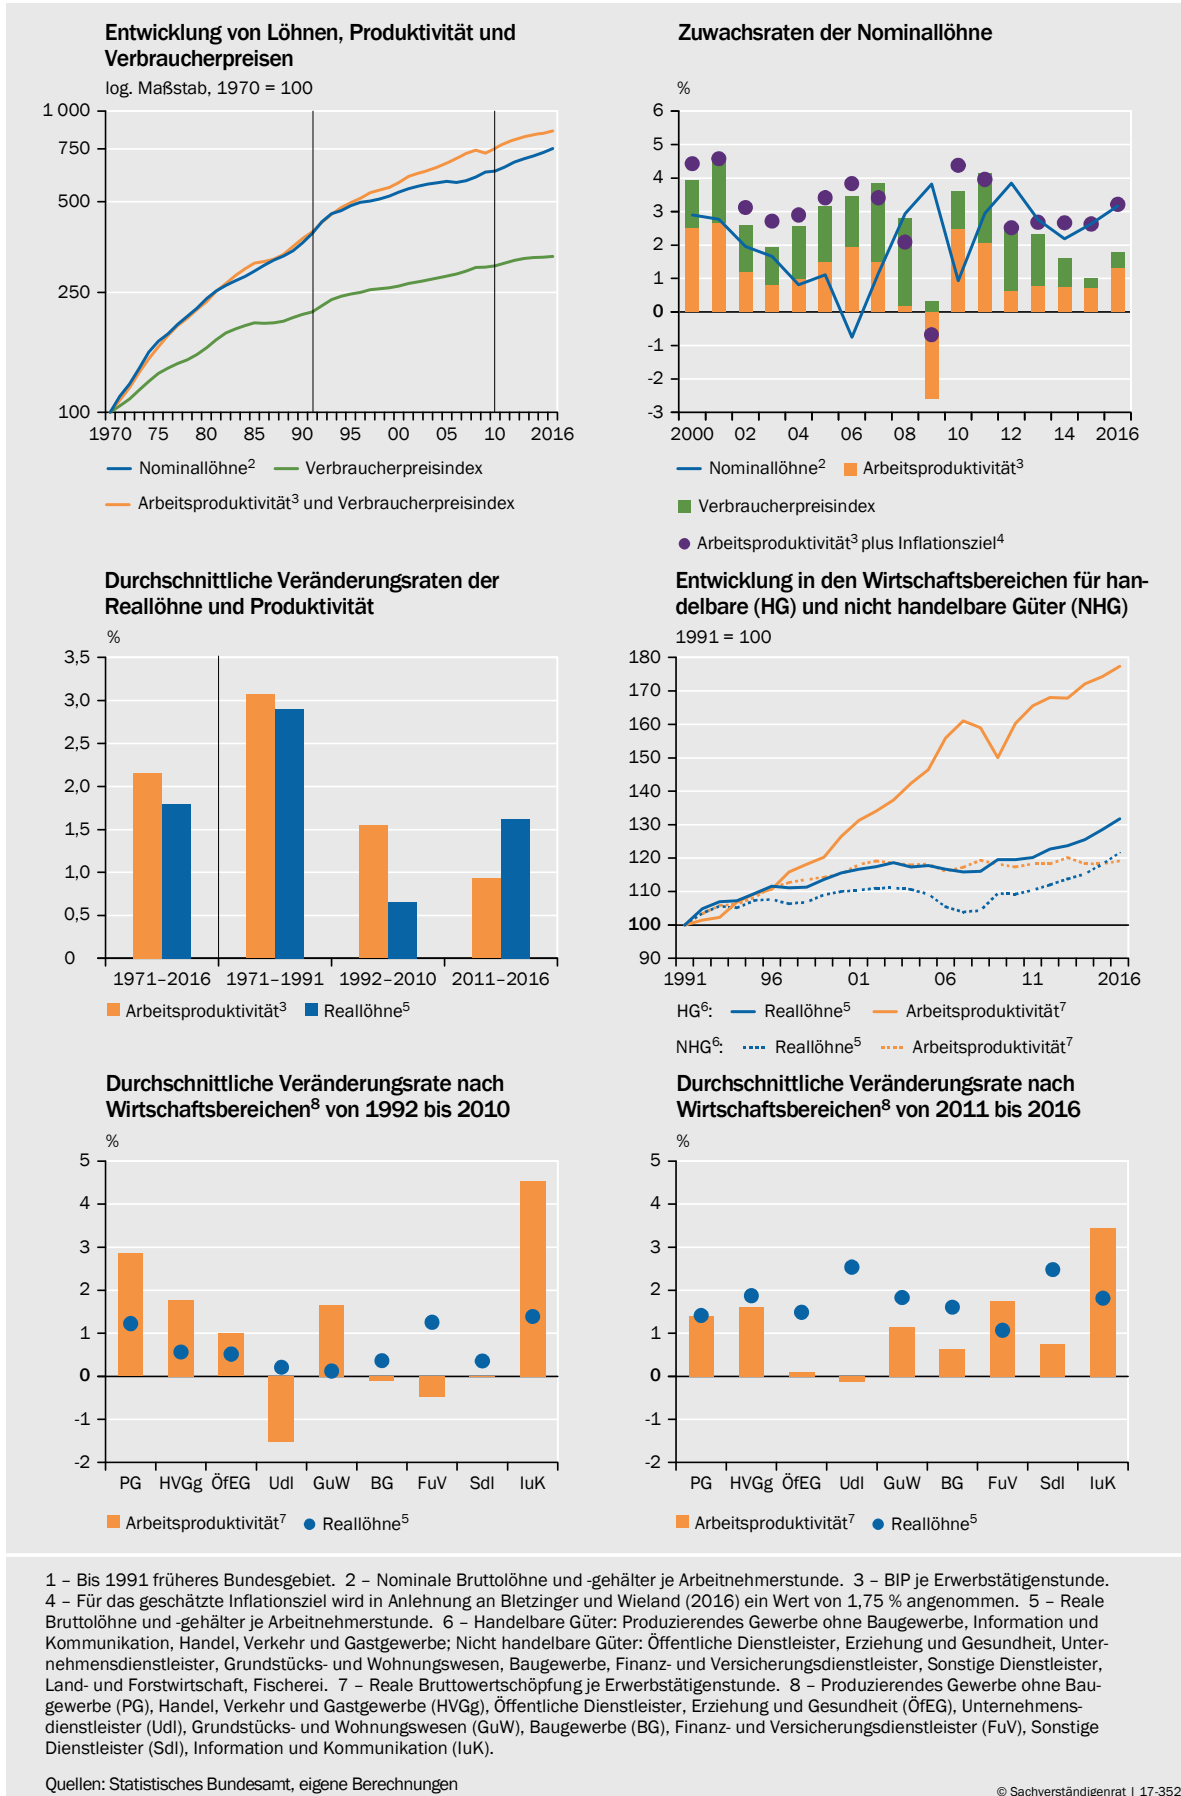 Entwicklung von Löhnen, Produktivität und
Verbraucherpreisen
log. Maßstab, 1970 = 100
1 000
750
500
250
100
1970 75 80 85 90 95 00 05 10 2016
Nominallöhne² Verbraucherpreisindex
Arbeitsproduktivität³ und Verbraucherpreisindex
Zuwachsraten der Nominallöhne
%
6
5
4
3
2
1
0
-1
-2
-3
2000 02 04 06 08 10 12 14 2016
Nominallöhne² Arbeitsproduktivität³
Verbraucherpreisindex
Arbeitsproduktivität³ plus Inflationsziel⁴
Durchschnittliche Veränderungsraten der
Reallöhne und Produktivität
%
3,5
3,0
2,5
2,0
1,5
1,0
0,5
0
1971–2016 1971–1991 1992–2010 2011–2016
Arbeitsproduktivität³ Reallöhne⁵
Entwicklung in den Wirtschaftsbereichen für han-
delbare (HG) und nicht handelbare Güter (NHG)
1991 = 100
180
170
160
150
140
130
120
110
100
90
1991 96 01 06 11 2016
HG⁶: Reallöhne⁵ Arbeitsproduktivität⁷
NHG⁶: Reallöhne⁵ Arbeitsproduktivität⁷
Durchschnittliche Veränderungsrate nach
Wirtschaftsbereichen⁸ von 1992 bis 2010
%
5
4
3
2
1
0
-1
-2
PG HVGg ÖfEG Udl GuW BG FuV Sdl IuK
Arbeitsproduktivität⁷ Reallöhne⁵
Durchschnittliche Veränderungsrate nach
Wirtschaftsbereichen⁸ von 2011 bis 2016
%
5
4
3
2
1
0
-1
-2
PG HVGg ÖfEG Udl GuW BG FuV Sdl IuK
Arbeitsproduktivität⁷ Reallöhne⁵
1 – Bis 1991 früheres Bundesgebiet. 2 – Nominale Bruttolöhne und -gehälter je Arbeitnehmerstunde. 3 – BIP je Erwerbstätigenstunde.
4 – Für das geschätzte Inflationsziel wird in Anlehnung an Bletzinger und Wieland (2016) ein Wert von 1,75 % angenommen. 5 – Reale
Bruttolöhne und -gehälter je Arbeitnehmerstunde. 6 – Handelbare Güter: Produzierendes Gewerbe ohne Baugewerbe, Information und
Kommunikation, Handel, Verkehr und Gastgewerbe; Nicht handelbare Güter: Öffentliche Dienstleister, Erziehung und Gesundheit, Unter-
nehmensdienstleister, Grundstücks- und Wohnungswesen, Baugewerbe, Finanz- und Versicherungsdienstleister, Sonstige Dienstleister,
Land- und Forstwirtschaft, Fischerei. 7 – Reale Bruttowertschöpfung je Erwerbstätigenstunde. 8 – Produzierendes Gewerbe ohne Bau-
gewerbe (PG), Handel, Verkehr und Gastgewerbe (HVGg), Öffentliche Dienstleister, Erziehung und Gesundheit (ÖfEG), Unternehmens-
dienstleister (Udl), Grundstücks- und Wohnungswesen (GuW), Baugewerbe (BG), Finanz- und Versicherungsdienstleister (FuV), Sonstige
Dienstleister (Sdl), Information und Kommunikation (IuK).
Quellen: Statistisches Bundesamt, eigene Berechnungen
© Sachverständigenrat | 17-352